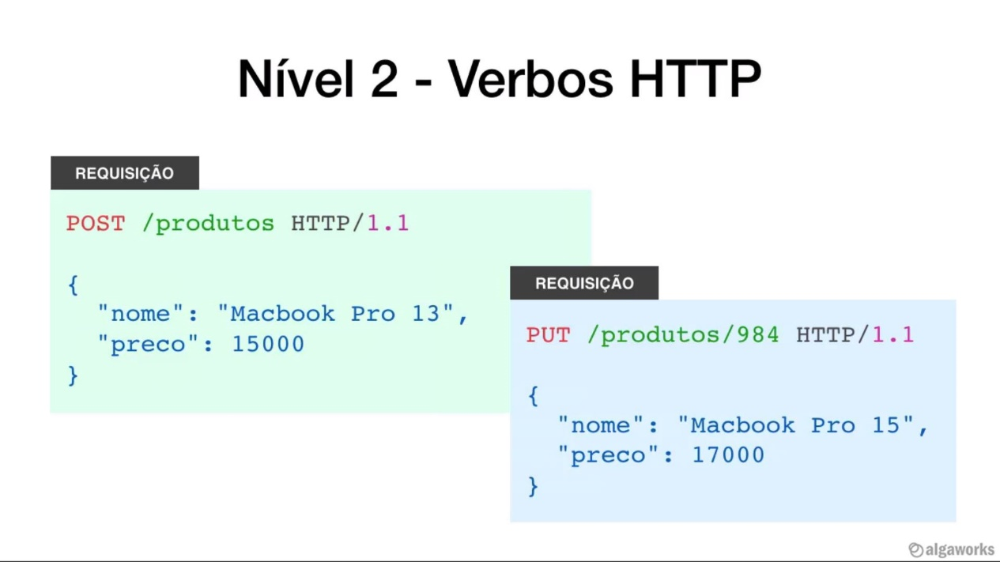 Nível 2 - Verbos HTTP
REQUISIÇÃO
POST /produtos HTTP/1.1
{
"nome": "Macbook Pro 13",
"preco": 15000
}
REQUISIÇÃO
PUT /produtos/984 HTTP/1.1
{
"nome": "Macbook Pro 15",
"preco": 17000
}
algaworks